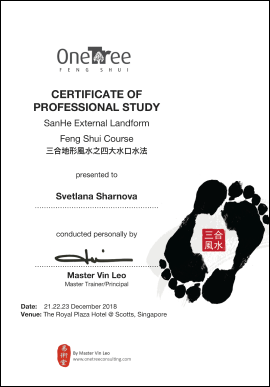 OneTree
FENG SHUI
CERTIFICATE OF
PROFESSIONAL STUDY
SanHe External Landform
Feng Shui Course
三合地形風水之四大水口水法
presented to
Svetlana Sharnova
conducted personally by
Master Vin Leo
Master Trainer/Principal
三合
風水
Date: 21.22.23 December 2018
Venue: The Royal Plaza Hotel @ Scotts, Singapore
By Master Vin Leo
www.onetreeconsulting.com